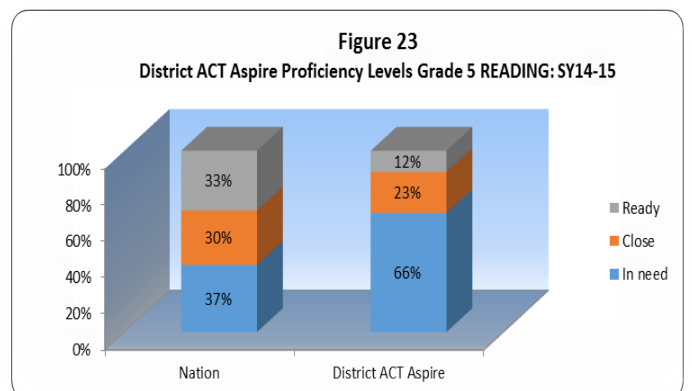 Figure 23
District ACT Aspire Proficiency Levels Grade 5 READING: SY14-15
100%
80%
60%
40%
20%
0%
33%
30%
37%
12%
23%
66%
Nation
District ACT Aspire
Ready
Close
In need